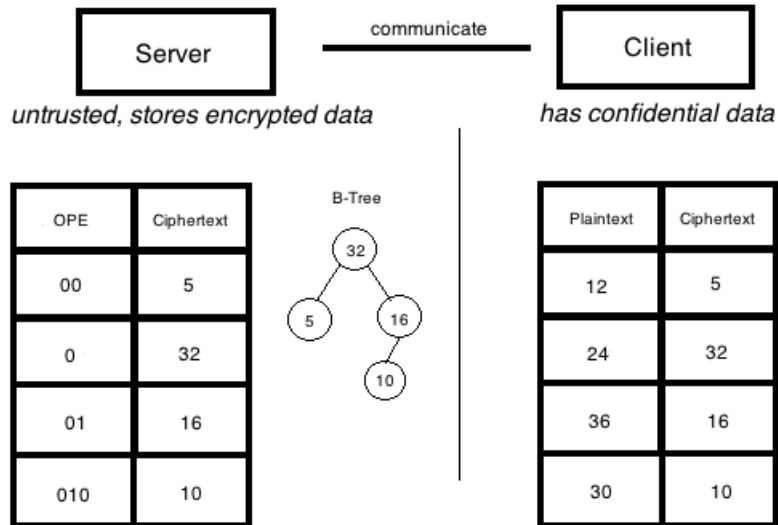 communicate
Server
Client
untrusted, stores encrypted data
has confidential data
B-Tree
OPE Ciphertext
00 5
0 32
01 16
010 10
32
5
16
10
Plaintext Ciphertext
12 5
24 32
36 16
30 10